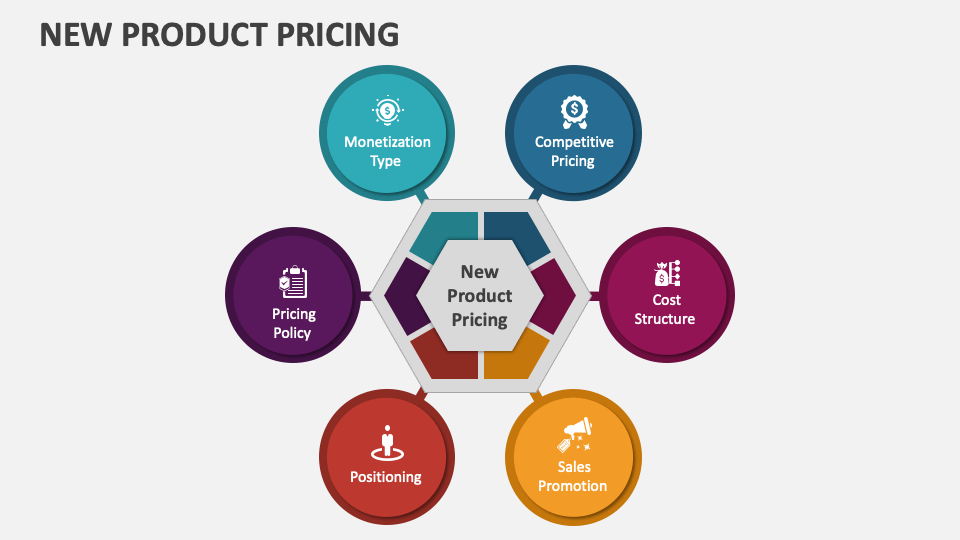 NEW PRODUCT PRICING
Monetization
Type
Competitive
Pricing
Pricing
Policy
New
Product
Pricing
Cost
Structure
Positioning
Sales
Promotion